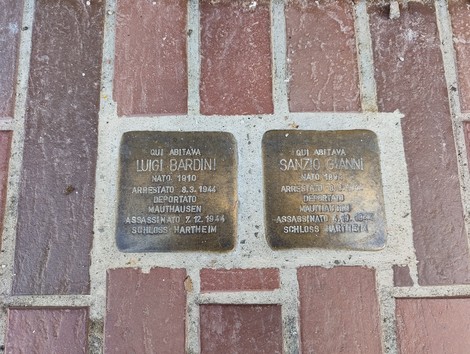 QUI ABITAVA
LUIGI BARDINI
NATO 1910
ARRESTATO 8.3.1944
DEPORTATO
MAUTHAUSEN
ASSASSINATO 7.12.1944
SCHLOSS HARTHEIM
QUI ABITAVA
SANZIO GIANNI
NATO
ARRESTATO
DEPORTATO
MAUTHAUSEN
ASSASSINATO
SCHLOSS HARTHEIM